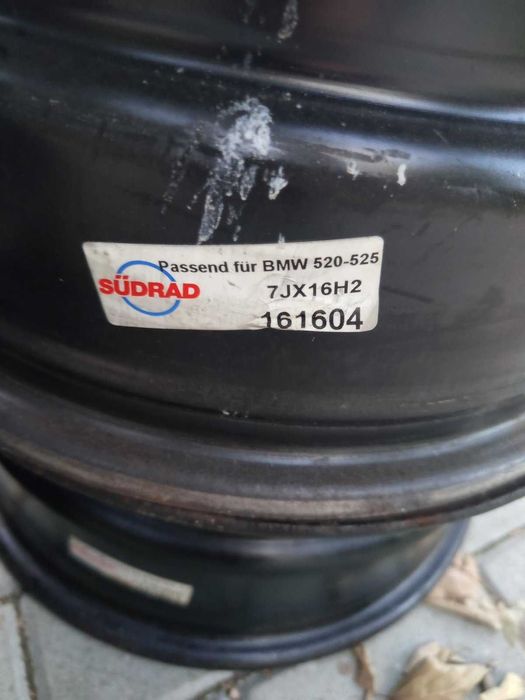 Passend für BMW 520-525
SÜDRAD
7JX16H2
161604